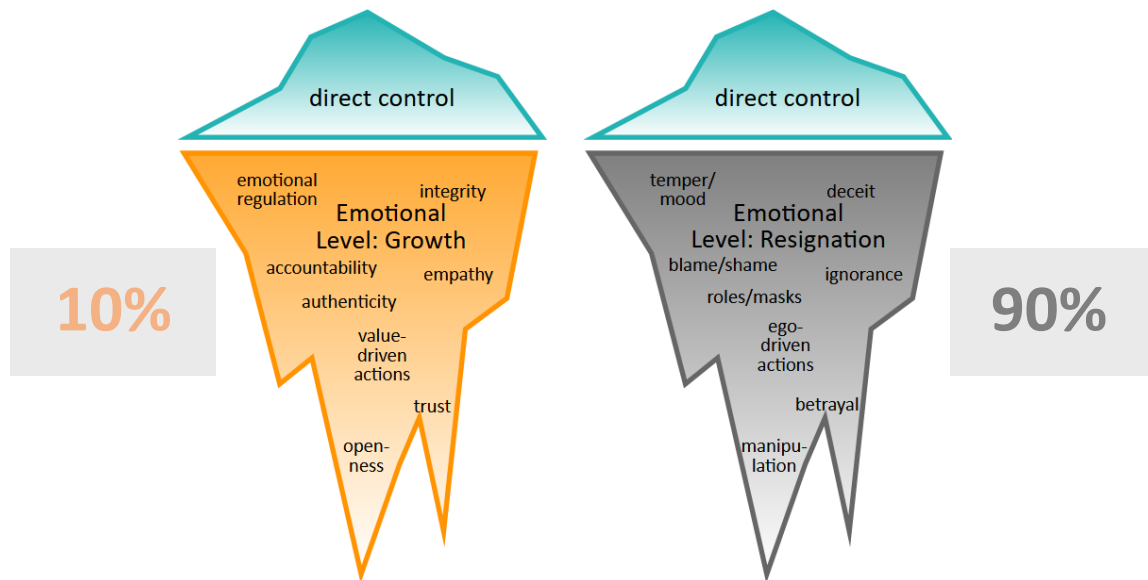 direct control
emotional
regulation
integrity
Emotional
Level: Growth
accountability
empathy
authenticity
value-
driven
actions
trust
open-
ness
10%
direct control
temper/
mood
deceit
Emotional
Level: Resignation
blame/shame
ignorance
roles/masks
ego-
driven
actions
betrayal
manipu-
lation
90%